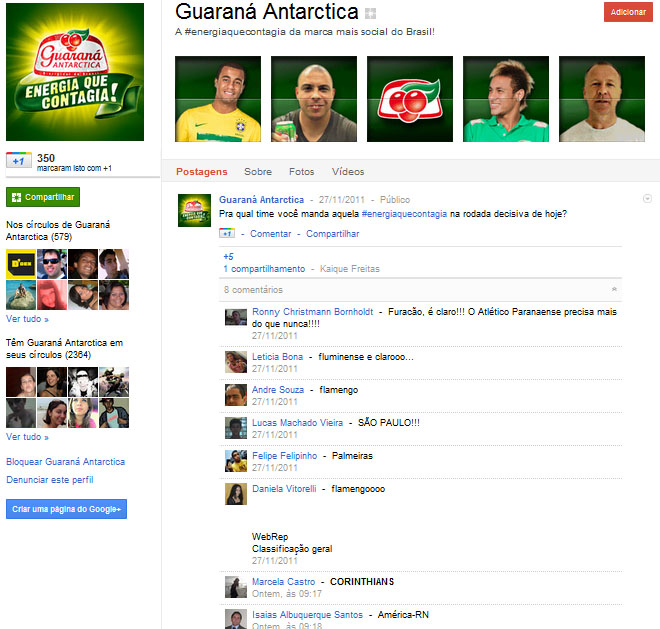 Guaraná
ANTARCTICA
ENERGIA QUE
CONTAGIA!
+1
350
marcaram isto com +1
Compartilhar
Nos círculos de Guaraná
Antarctica (579)
Ver tudo »
Têm Guaraná Antarctica em
seus círculos (2364)
Ver tudo »
Bloquear Guaraná Antarctica
Denunciar este perfil
Criar uma página do Google+
Guaraná Antarctica
Adicionar
A #energiaquecontagia da marca mais social do Brasil!
Postagens Sobre Fotos Vídeos
Guaraná Antarctica - 27/11/2011 - Público
Pra qual time você manda aquela #energiaquecontagia na rodada decisiva de hoje?
+1 - Comentar - Compartilhar
+5
1 compartilhamento - Kaique Freitas
8 comentários
Ronny Christmann Bornholdt - Furacão, é claro!!! O Atlético Paranaense precisa mais
do que nunca!!!!
27/11/2011
Leticia Bona - fluminense e clarooo...
27/11/2011
Andre Souza - flamengo
27/11/2011
Lucas Machado Vieira - SÃO PAULO!!!
27/11/2011
Felipe Felipinho - Palmeiras
27/11/2011
Daniela Vitorelli - flamengoooo
WebRep
Classificação geral
27/11/2011
Marcela Castro - CORINTHIANS
Ontem, às 09:17
Isaias Albuquerque Santos - América-RN
Ontem, às 09:18